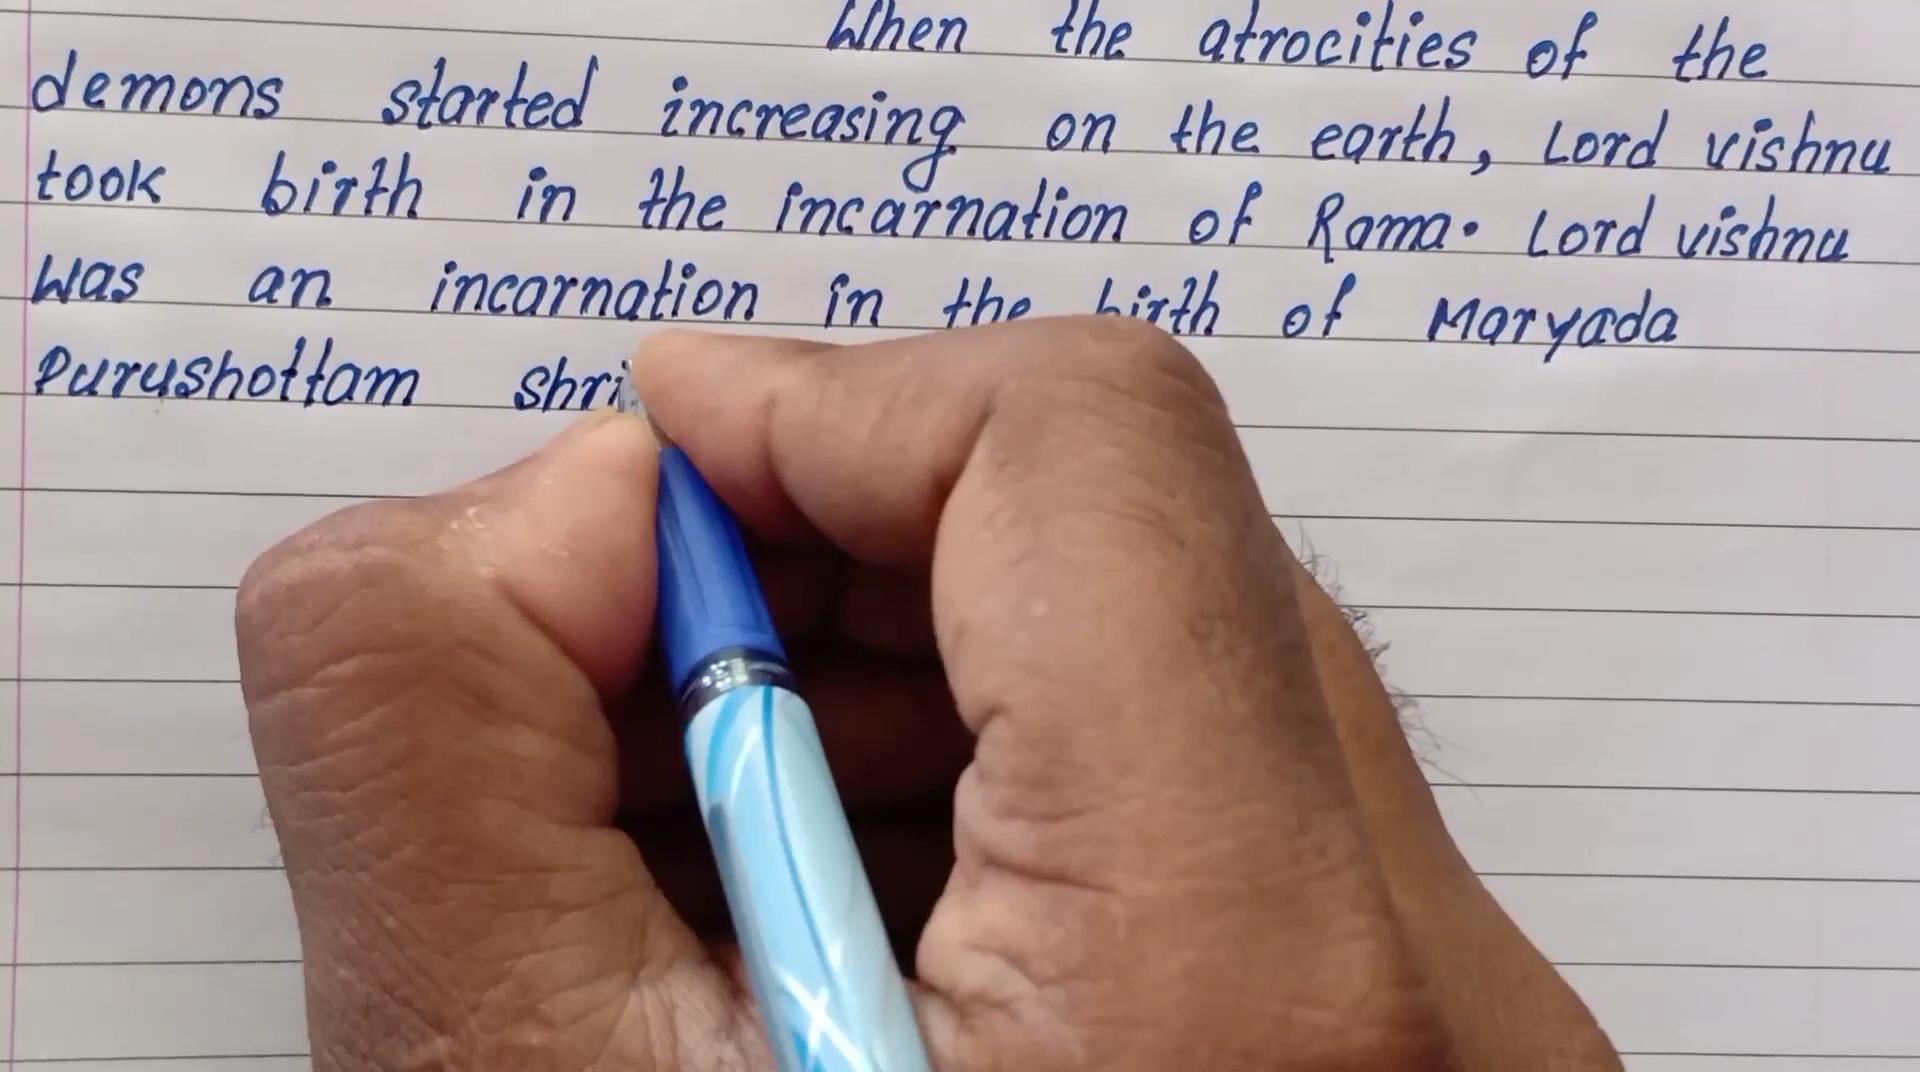 When the atrocities of the
demons started increasing on the earth, Lord vishnu
took birth in the incarnation of Rama. Lord vishnu
was an incarnation in the birth of Maryada
Purushottam shri